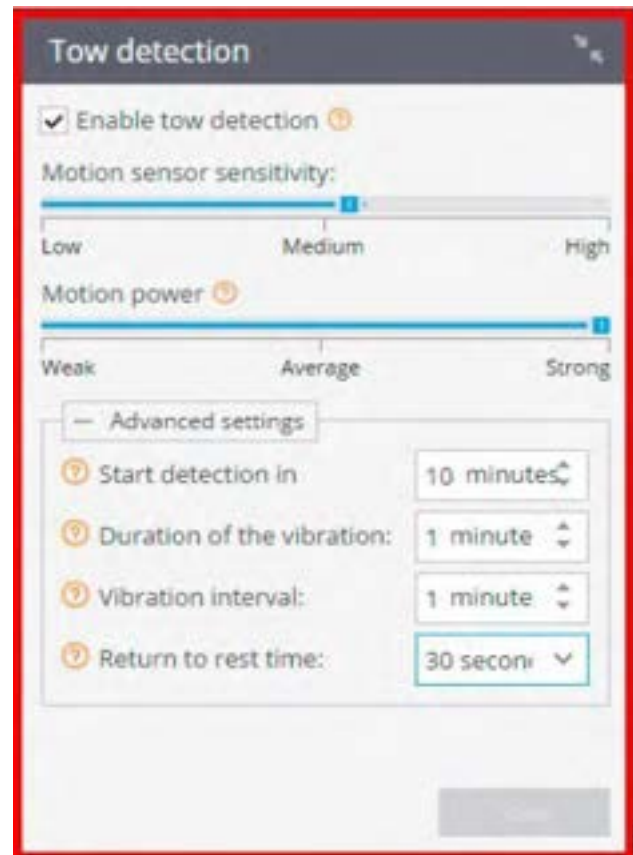 Tow detection
Enable tow detection ?
Motion sensor sensitivity:
Low Medium High
Motion power ?
Weak Average Strong
— Advanced settings
? Start detection in 10 minutes
? Duration of the vibration: 1 minute
? Vibration interval: 1 minute
? Return to rest time: 30 secon